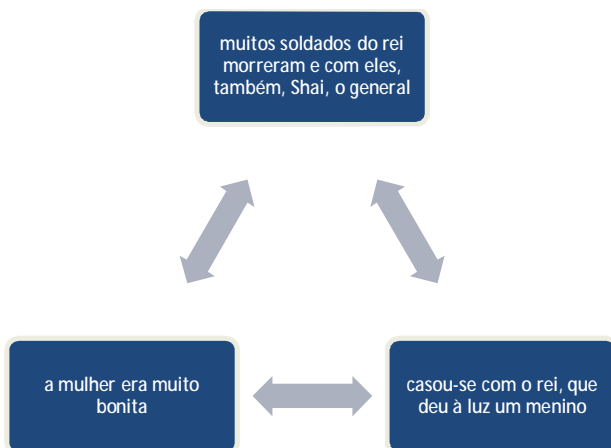 muitos soldados do rei
morreram e com eles,
também, Shai, o general
a mulher era muito
bonita
casou-se com o rei, que
deu à luz um menino